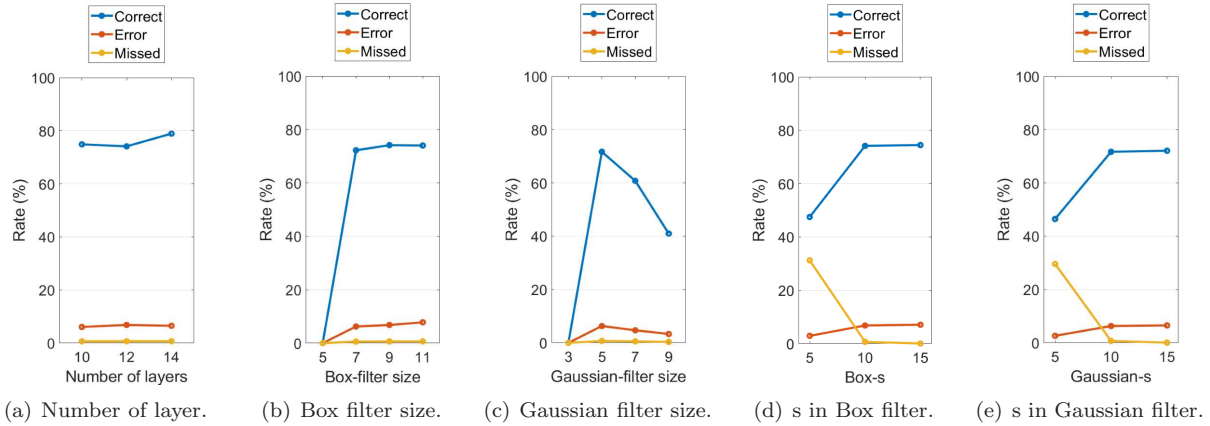 Correct
Error
Missed
100
80
60
40
20
0
Rate (%)
10 12 14
Number of layers
(a) Number of layer.
Correct
Error
Missed
100
80
60
40
20
0
Rate (%)
5 7 9 11
Box-filter size
(b) Box filter size.
Correct
Error
Missed
100
80
60
40
20
0
Rate (%)
3 5 7 9
Gaussian-filter size
(c) Gaussian filter size.
Correct
Error
Missed
100
80
60
40
20
0
Rate (%)
5 10 15
Box-s
(d) s in Box filter.
Correct
Error
Missed
100
80
60
40
20
0
Rate (%)
5 10 15
Gaussian-s
(e) s in Gaussian filter.